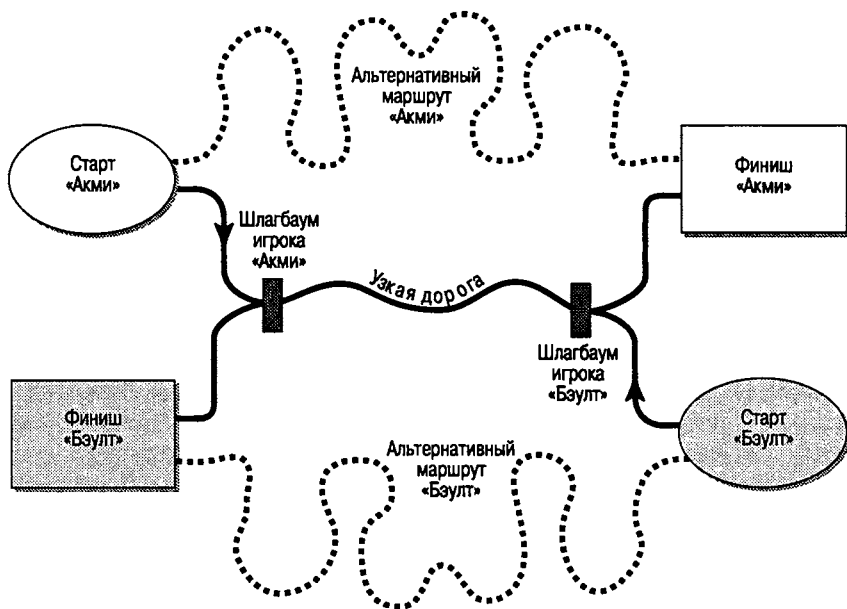 Альтернативный
маршрут
«Акми»
Старт
«Акми»
Финиш
«Акми»
Шлагбаум
игрока
«Акми»
Узкая дорога
Шлагбаум
игрока
«Бэулт»
Финиш
«Бэулт»
Старт
«Бэулт»
Альтернативный
маршрут
«Бэулт»